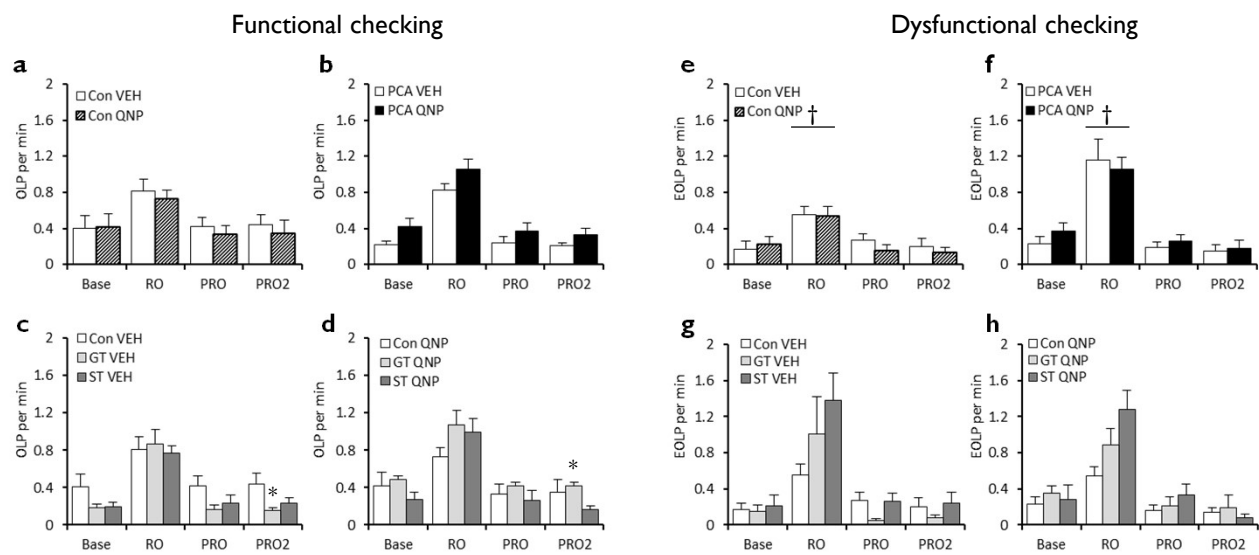 Functional checking
Dysfunctional checking
a
2
1.6
1.2
0.8
0.4
0
OLP per min
Con VEH
Con QNP
Base RO PRO PRO2
b
2
1.6
1.2
0.8
0.4
0
OLP per min
PCA VEH
PCA QNP
Base RO PRO PRO2
e
2
1.6
1.2
0.8
0.4
0
EOLP per min
Con VEH
Con QNP
†
Base RO PRO PRO2
f
2
1.6
1.2
0.8
0.4
0
EOLP per min
PCA VEH
PCA QNP
†
Base RO PRO PRO2
c
2
1.6
1.2
0.8
0.4
0
OLP per min
Con VEH
GT VEH
ST VEH
*
Base RO PRO PRO2
d
2
1.6
1.2
0.8
0.4
0
OLP per min
Con QNP
GT QNP
ST QNP
*
Base RO PRO PRO2
g
2
1.6
1.2
0.8
0.4
0
EOLP per min
Con VEH
GT VEH
ST VEH
Base RO PRO PRO2
h
2
1.6
1.2
0.8
0.4
0
EOLP per min
Con QNP
GT QNP
ST QNP
Base RO PRO PRO2